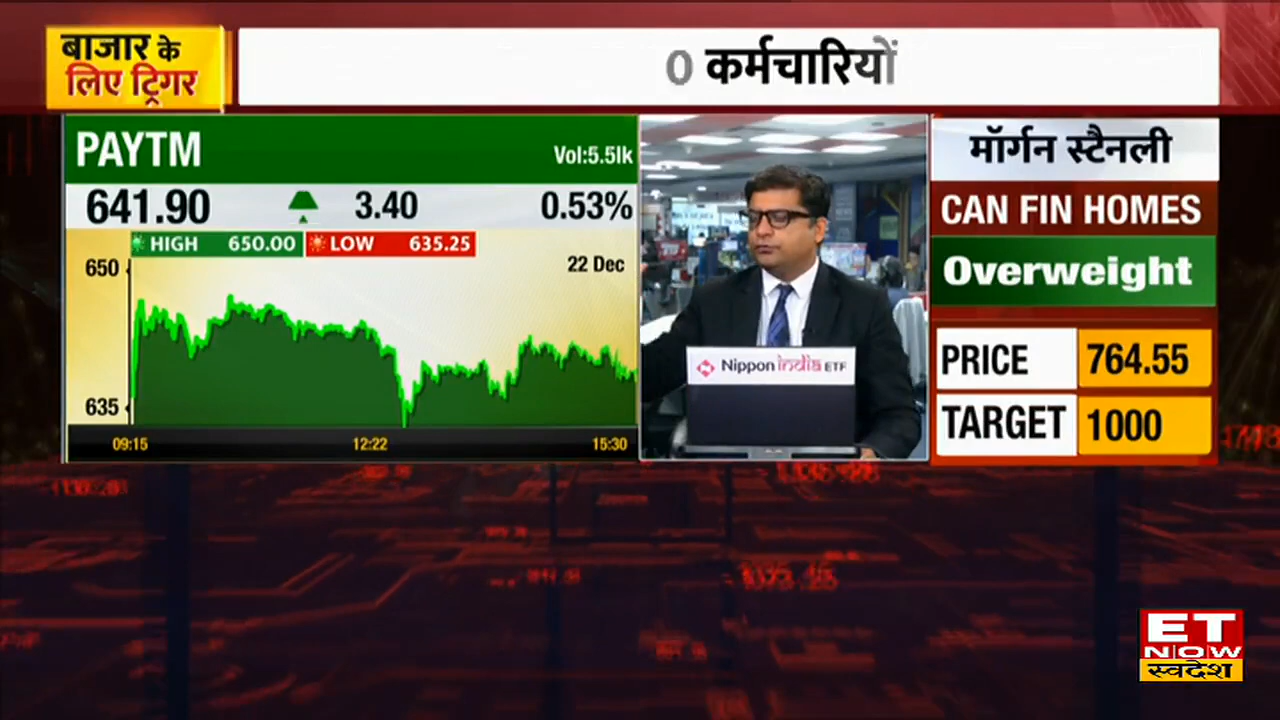 बाजार के
लिए ट्रिगर
0 कर्मचारियों
PAYTM
Vol:5.5lk
641.90 3.40 0.53%
HIGH 650.00 LOW 635.25
22 Dec
650
635
09:15 12:22 15:30
Nippon india ETF
मॉर्गन स्टैनली
CAN FIN HOMES
Overweight
PRICE 764.55
TARGET 1000
ET
NOW
स्वदेश